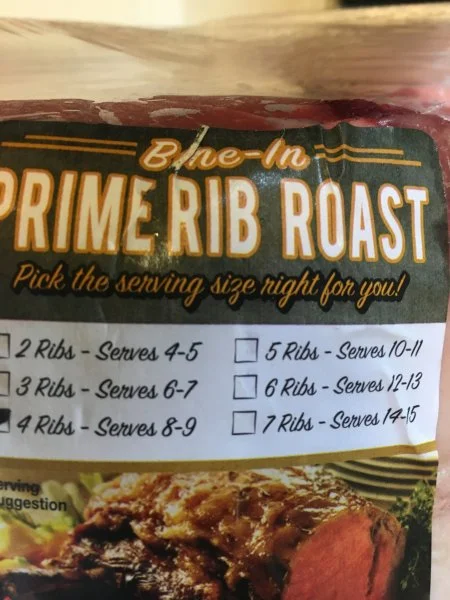 Bone-In
PRIME RIB ROAST
Pick the serving size right for you!
2 Ribs - Serves 4-5
3 Ribs - Serves 6-7
4 Ribs - Serves 8-9
5 Ribs - Serves 10-11
6 Ribs - Serves 12-13
7 Ribs - Serves 14-15
erving
uggestion